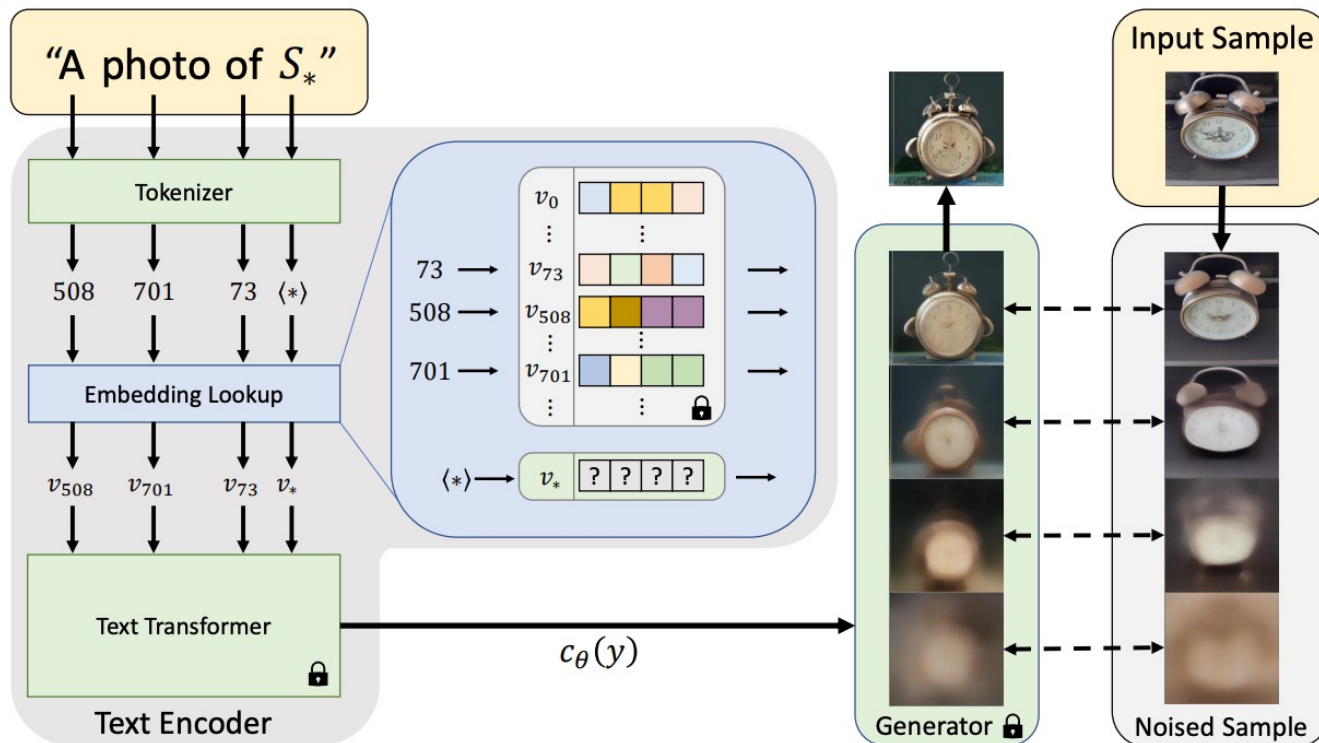 “A photo of S*”
Input Sample
Tokenizer
508 701 73 ⟨*⟩
Embedding Lookup
v508 v701 v73 v*
Text Transformer
Text Encoder
v0
⋮ ⋮
73 v73
508 v508
⋮ ⋮
701 v701
⋮ ⋮
⟨*⟩ v* ? ? ? ?
cθ(y)
Generator
Noised Sample